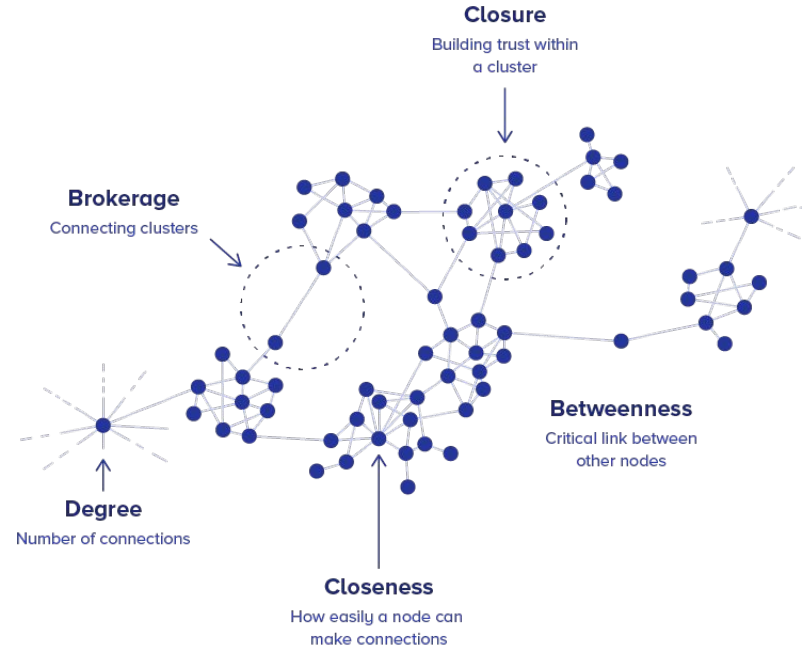 Closure
Building trust within
a cluster
Brokerage
Connecting clusters
Betweenness
Critical link between
other nodes
Degree
Number of connections
Closeness
How easily a node can
make connections